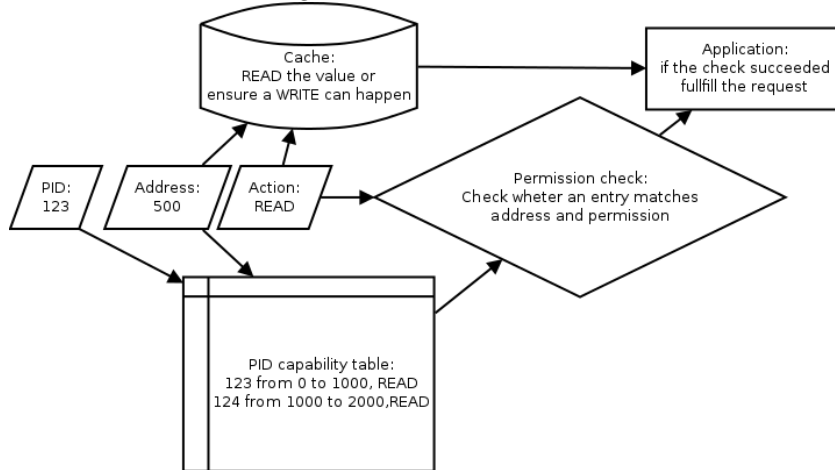 Cache:
READ the value or
ensure a WRITE can happen
Application:
if the check succeeded
fullfill the request
PID:
123
Address:
500
Action:
READ
Permission check:
Check wheter an entry matches
address and permission
PID capability table:
123 from 0 to 1000, READ
124 from 1000 to 2000,READ